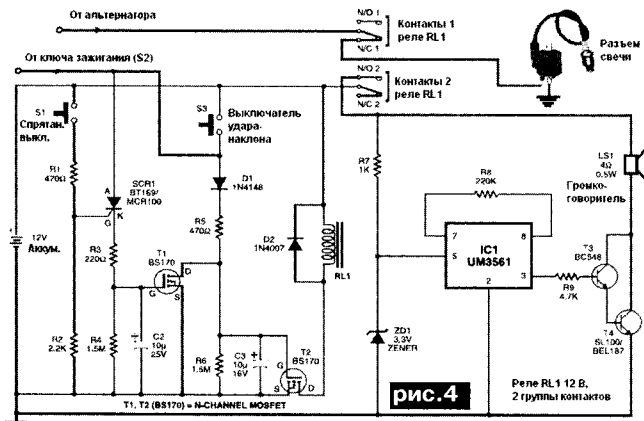 От альтернатора
N/O 1
Контакты 1
реле RL1
N/C 1
Разъем
свечи
От ключа зажигания (S2)
N/O 2
Контакты 2
реле RL1
N/C 2
S1
Спрятан.
выкл.
S3
Выключатель
удара-
наклона
R1
470Ω
SCR1
BT169/
MCR100
A
K
G
D1
1N4148
R7
1K
R8
220K
LS1
4Ω
0.5W
Громко-
говоритель
12V
Аккум.
R3
220Ω
T1
BS170
D
G
S
R5
470Ω
D2
1N4007
RL1
7
8
IC1
UM3561
5
3
2
T3
BC548
R9
4.7K
T4
SL100/
BEL187
R2
2.2K
R4
1.5M
C2
10µ
25V
R6
1.5M
C3
10µ
16V
T2
BS170
G
S
D
ZD1
3,3V
ZENER
T1, T2 (BS170) = N-CHANNEL MOSFET
рис.4
Реле RL1 12 В,
2 группы контактов